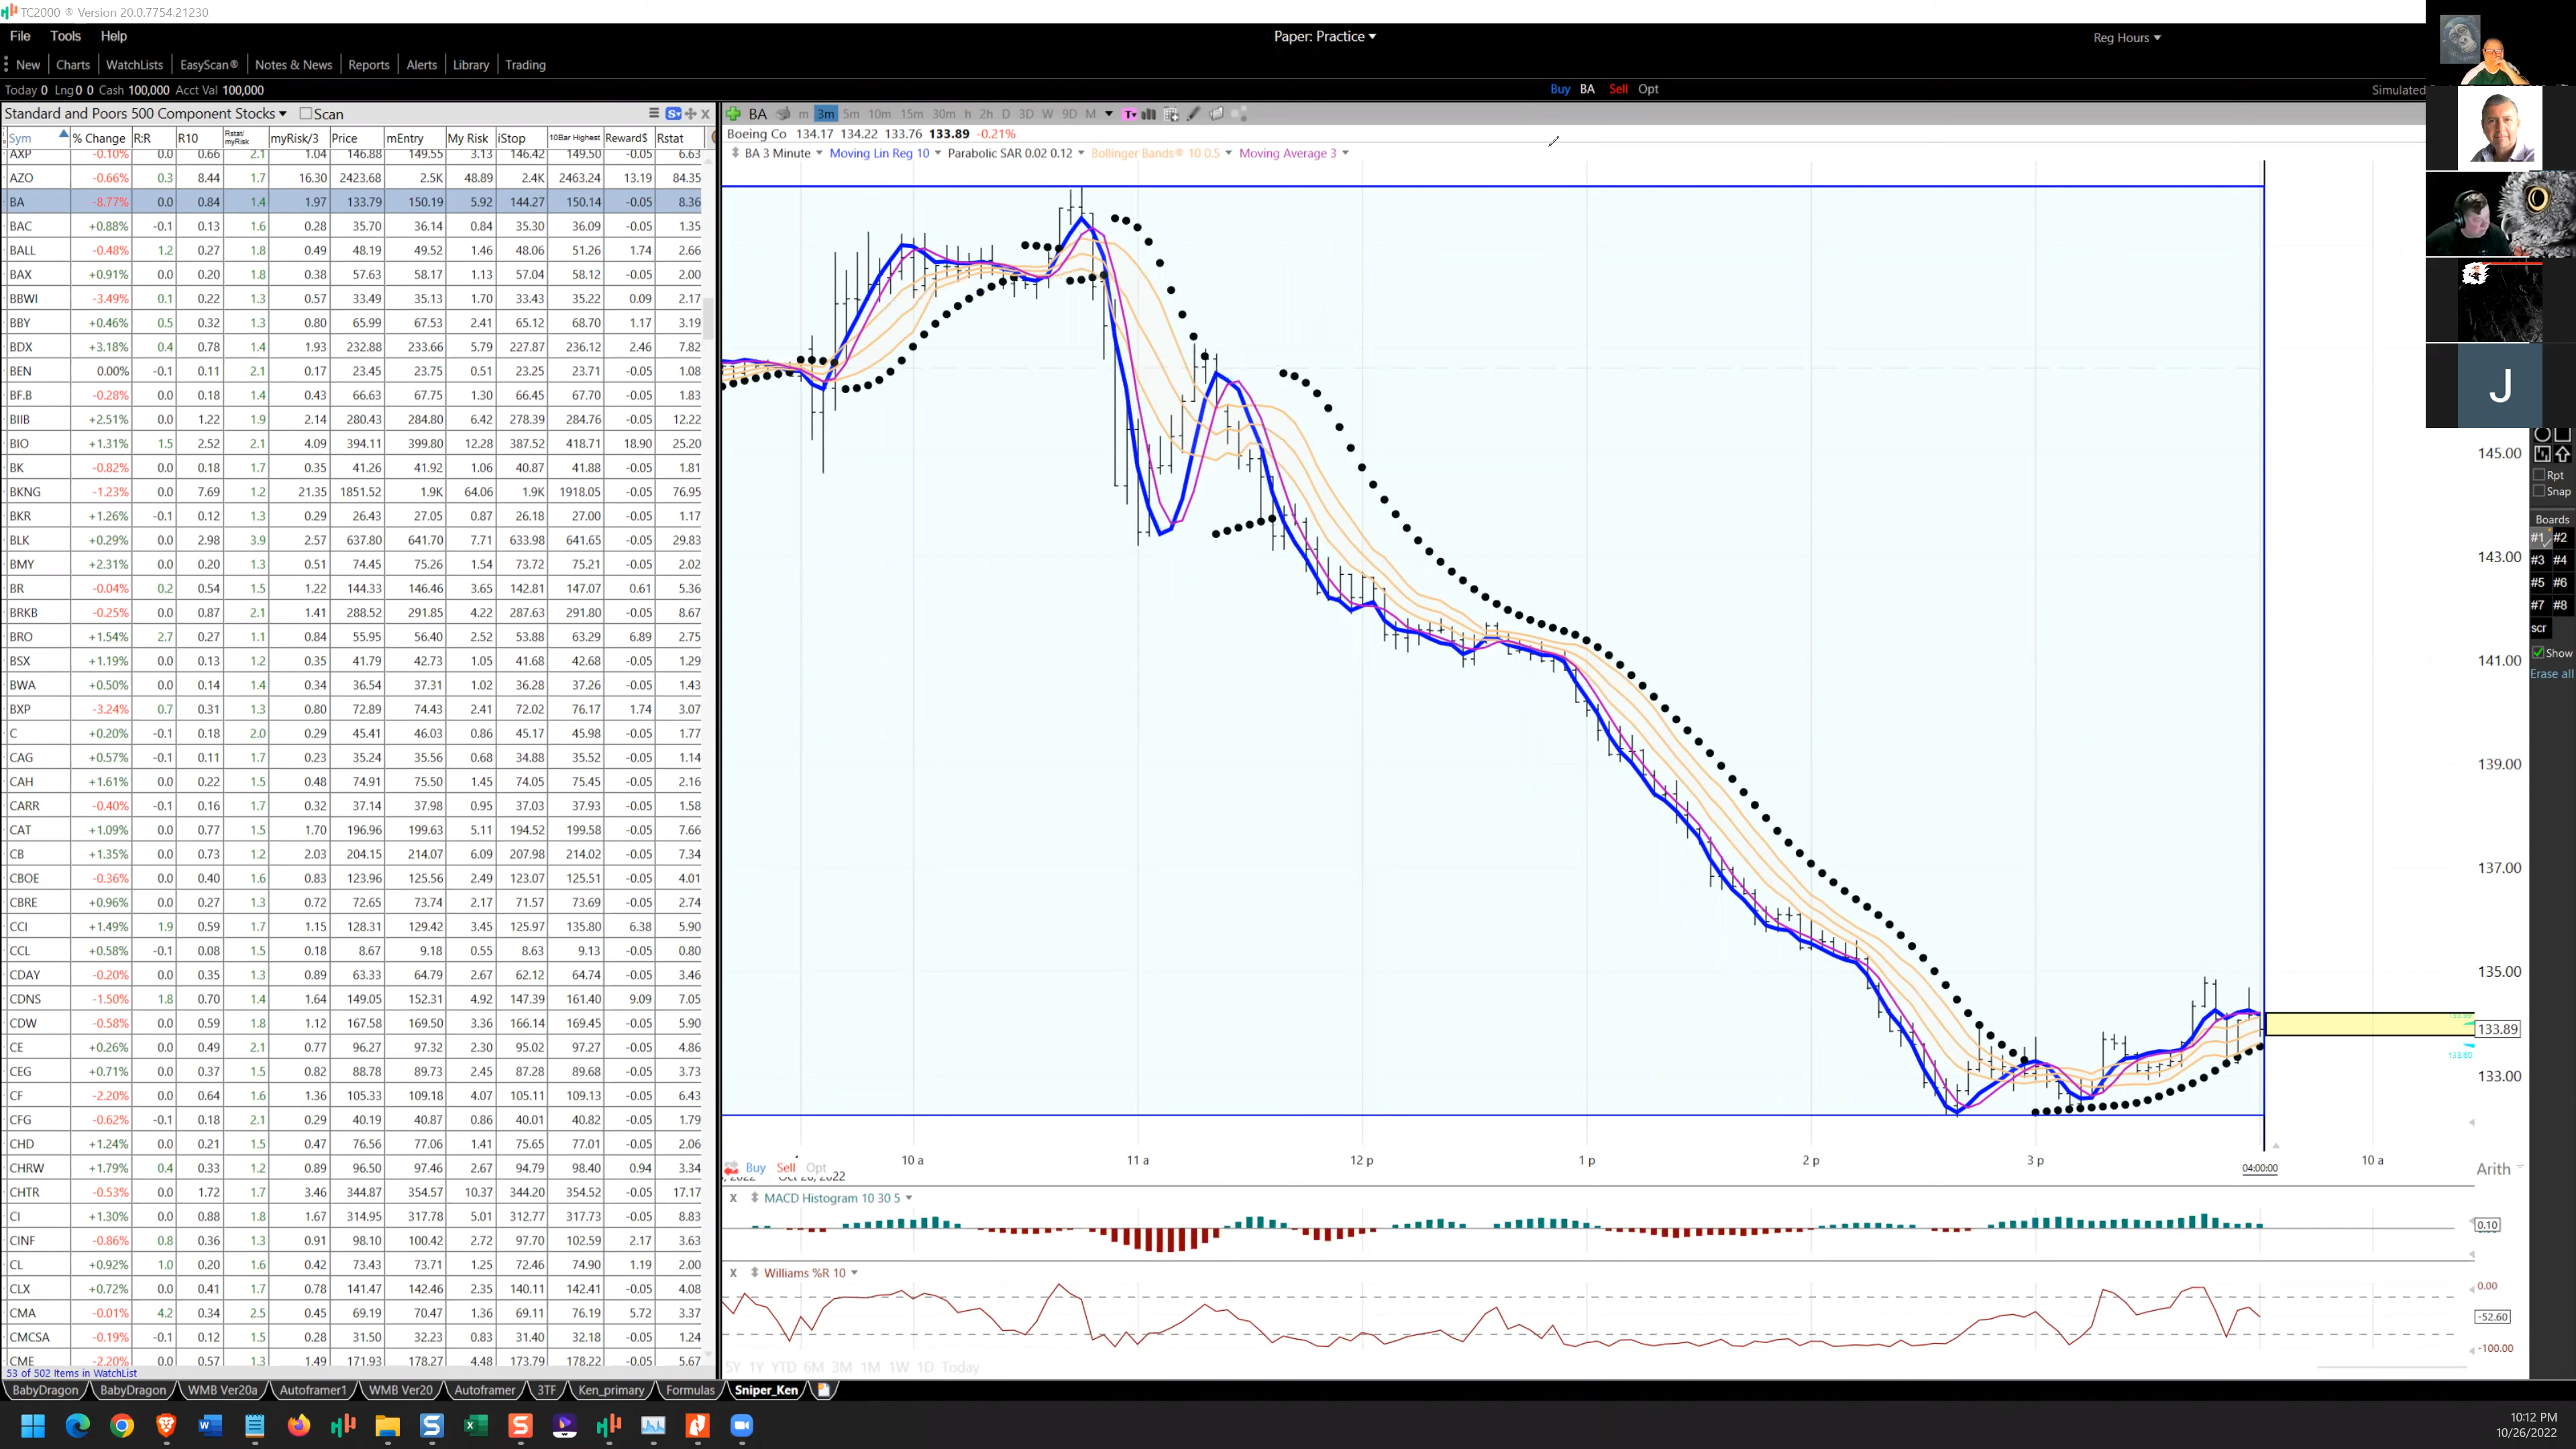 TC2000 ® Version 20.0.7754.21230
File Tools Help
Paper: Practice
Reg Hours
New Charts WatchLists EasyScan® Notes & News Reports Alerts Library Trading
Today 0 Lng 0 0 Cash 100,000 Acct Val 100,000
Buy BA Sell Opt
Simulated
Standard and Poors 500 Component Stocks Scan
Sym % Change R:R R10 Rstat/ myRisk myRisk/3 Price mEntry My Risk iStop 10Bar Highest Reward$ Rstat
AXP -0.10% 0.0 0.66 2.1 1.04 146.88 149.55 3.13 146.42 149.50 -0.05 6.63
AZO -0.66% 0.3 8.44 1.7 16.30 2423.68 2.5K 48.89 2.4K 2463.24 13.19 84.35
BA -8.77% 0.0 0.84 1.4 1.97 133.79 150.19 5.92 144.27 150.14 -0.05 8.36
BAC +0.88% -0.1 0.13 1.6 0.28 35.70 36.14 0.84 35.30 36.09 -0.05 1.35
BALL -0.48% 1.2 0.27 1.8 0.49 48.19 49.52 1.46 48.06 51.26 1.74 2.66
BAX +0.91% 0.0 0.20 1.8 0.38 57.63 58.17 1.13 57.04 58.12 -0.05 2.00
BBWI -3.49% 0.1 0.22 1.3 0.57 33.49 35.13 1.70 33.43 35.22 0.09 2.17
BBY +0.46% 0.5 0.32 1.3 0.80 65.99 67.53 2.41 65.12 68.70 1.17 3.19
BDX +3.18% 0.4 0.78 1.4 1.93 232.88 233.66 5.79 227.87 236.12 2.46 7.82
BEN 0.00% -0.1 0.11 2.1 0.17 23.45 23.75 0.51 23.25 23.71 -0.05 1.08
BF.B -0.28% 0.0 0.18 1.4 0.43 66.63 67.75 1.30 66.45 67.70 -0.05 1.83
BIIB +2.51% 0.0 1.22 1.9 2.14 280.43 284.80 6.42 278.39 284.76 -0.05 12.22
BIO +1.31% 1.5 2.52 2.1 4.09 394.11 399.80 12.28 387.52 418.71 18.90 25.20
BK -0.82% 0.0 0.18 1.7 0.35 41.26 41.92 1.06 40.87 41.88 -0.05 1.81
BKNG -1.23% 0.0 7.69 1.2 21.35 1851.52 1.9K 64.06 1.9K 1918.05 -0.05 76.95
BKR +1.26% -0.1 0.12 1.3 0.29 26.43 27.05 0.87 26.18 27.00 -0.05 1.17
BLK +0.29% 0.0 2.98 3.9 2.57 637.80 641.70 7.71 633.98 641.65 -0.05 29.83
BMY +2.31% 0.0 0.20 1.3 0.51 74.45 75.26 1.54 73.72 75.21 -0.05 2.02
BR -0.04% 0.2 0.54 1.5 1.22 144.33 146.46 3.65 142.81 147.07 0.61 5.36
BRKB -0.25% 0.0 0.87 2.1 1.41 288.52 291.85 4.22 287.63 291.80 -0.05 8.67
BRO +1.54% 2.7 0.27 1.1 0.84 55.95 56.40 2.52 53.88 63.29 6.89 2.75
BSX +1.19% 0.0 0.13 1.2 0.35 41.79 42.73 1.05 41.68 42.68 -0.05 1.29
BWA +0.50% 0.0 0.14 1.4 0.34 36.54 37.31 1.02 36.28 37.26 -0.05 1.43
BXP -3.24% 0.7 0.31 1.3 0.80 72.89 74.43 2.41 72.02 76.17 1.74 3.07
C +0.20% -0.1 0.18 2.0 0.29 45.41 46.03 0.86 45.17 45.98 -0.05 1.77
CAG +0.57% -0.1 0.11 1.7 0.23 35.24 35.56 0.68 34.88 35.52 -0.05 1.14
CAH +1.61% 0.0 0.22 1.5 0.48 74.91 75.50 1.45 74.05 75.45 -0.05 2.16
CARR -0.40% -0.1 0.16 1.7 0.32 37.14 37.98 0.95 37.03 37.93 -0.05 1.58
CAT +1.09% 0.0 0.77 1.5 1.70 196.96 199.63 5.11 194.52 199.58 -0.05 7.66
CB +1.35% 0.0 0.73 1.2 2.03 204.15 214.07 6.09 207.98 214.02 -0.05 7.34
CBOE -0.36% 0.0 0.40 1.6 0.83 123.96 125.56 2.49 123.07 125.51 -0.05 4.01
CBRE +0.96% 0.0 0.27 1.3 0.72 72.65 73.74 2.17 71.57 73.69 -0.05 2.74
CCI +1.49% 1.9 0.59 1.7 1.15 128.31 129.42 3.45 125.97 135.80 6.38 5.90
CCL +0.58% -0.1 0.08 1.5 0.18 8.67 9.18 0.55 8.63 9.13 -0.05 0.80
CDAY -0.20% 0.0 0.35 1.3 0.89 63.33 64.79 2.67 62.12 64.74 -0.05 3.46
CDNS -1.50% 1.8 0.70 1.4 1.64 149.05 152.31 4.92 147.39 161.40 9.09 7.05
CDW -0.58% 0.0 0.59 1.8 1.12 167.58 169.50 3.36 166.14 169.45 -0.05 5.90
CE +0.26% 0.0 0.49 2.1 0.77 96.27 97.32 2.30 95.02 97.27 -0.05 4.86
CEG +0.71% 0.0 0.37 1.5 0.82 88.78 89.73 2.45 87.28 89.68 -0.05 3.73
CF -2.20% 0.0 0.64 1.6 1.36 105.33 109.18 4.07 105.11 109.13 -0.05 6.43
CFG -0.62% -0.1 0.18 2.1 0.29 40.19 40.87 0.86 40.01 40.82 -0.05 1.79
CHD +1.24% 0.0 0.21 1.5 0.47 76.56 77.06 1.41 75.65 77.01 -0.05 2.06
CHRW +1.79% 0.4 0.33 1.2 0.89 96.50 97.46 2.67 94.79 98.40 0.94 3.34
CHTR -0.53% 0.0 1.72 1.7 3.46 344.87 354.57 10.37 344.20 354.52 -0.05 17.17
CI +1.30% 0.0 0.88 1.8 1.67 314.95 317.78 5.01 312.77 317.73 -0.05 8.83
CINF -0.86% 0.8 0.36 1.3 0.91 98.10 100.42 2.72 97.70 102.59 2.17 3.63
CL +0.92% 1.0 0.20 1.6 0.42 73.43 73.71 1.25 72.46 74.90 1.19 2.00
CLX +0.72% 0.0 0.41 1.7 0.78 141.47 142.46 2.35 140.11 142.41 -0.05 4.08
CMA -0.01% 4.2 0.34 2.5 0.45 69.19 70.47 1.36 69.11 76.19 5.72 3.37
CMCSA -0.19% -0.1 0.12 1.5 0.28 31.50 32.23 0.83 31.40 32.18 -0.05 1.24
CME -2.20% 0.0 0.57 1.3 1.49 171.93 178.27 4.48 173.79 178.22 -0.05 5.67
53 of 502 Items in WatchList
BA m 3m 5m 10m 15m 30m h 2h D 3D W 9D M
Boeing Co 134.17 134.22 133.76 133.89 -0.21%
BA 3 Minute Moving Lin Reg 10 Parabolic SAR 0.02 0.12 Bollinger Bands® 10 0.5 Moving Average 3
J
145.00
143.00
141.00
139.00
137.00
135.00
133.89
133.60
133.00
Rpt
Snap
Boards
#1 #2
#3 #4
#5 #6
#7 #8
scr
Show
Erase all
10 a 11 a 12 p 1 p 2 p 3 p 04:00:00 10 a
Arith
Buy Sell Opt
, 2022 Oct 26, 2022
X MACD Histogram 10 30 5
0.10
X Williams %R 10
0.00
-52.60
-100.00
5Y 1Y YTD 6M 3M 1M 1W 1D Today
BabyDragon BabyDragon WMB Ver20a Autoframer1 WMB Ver20 Autoframer 3TF Ken_primary Formulas Sniper_Ken
10:12 PM
10/26/2022